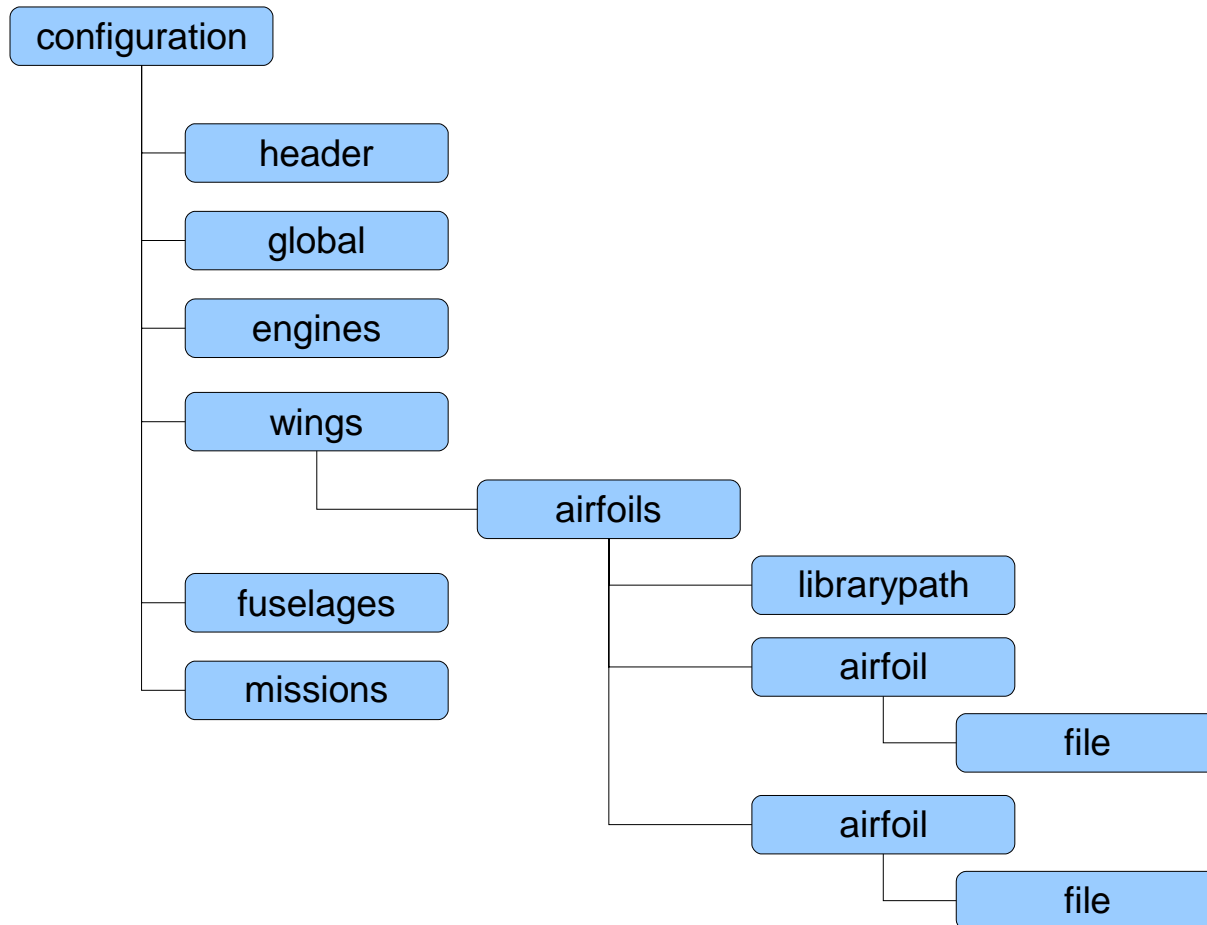 configuration
header
global
engines
wings
airfoils
librarypath
airfoil
file
airfoil
file
fuselages
missions